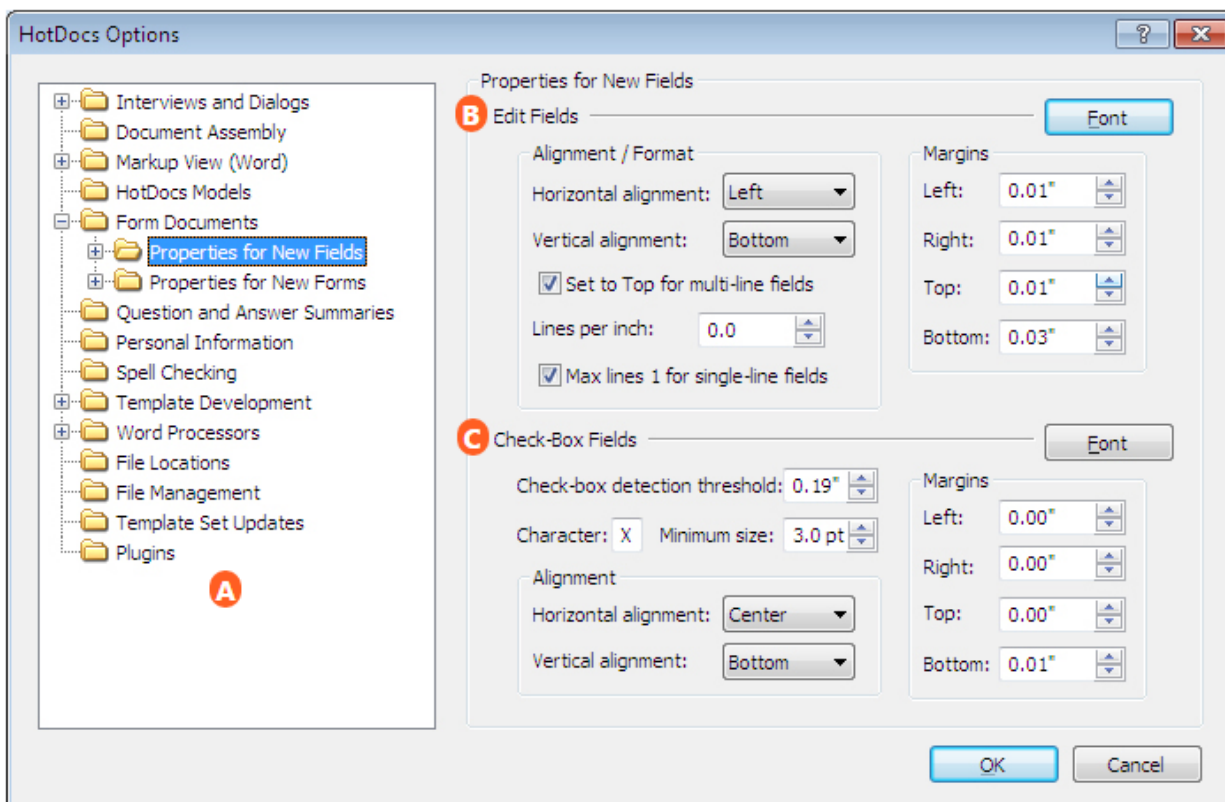 HotDocs Options
Interviews and Dialogs
Document Assembly
Markup View (Word)
HotDocs Models
Form Documents
Properties for New Fields
Properties for New Forms
Question and Answer Summaries
Personal Information
Spell Checking
Template Development
Word Processors
File Locations
File Management
Template Set Updates
Plugins
A
Properties for New Fields
B Edit Fields Font
Alignment / Format
Horizontal alignment: Left
Vertical alignment: Bottom
Set to Top for multi-line fields
Lines per inch: 0.0
Max lines 1 for single-line fields
Margins
Left: 0.01"
Right: 0.01"
Top: 0.01"
Bottom: 0.03"
C Check-Box Fields Font
Check-box detection threshold: 0.19"
Character: X Minimum size: 3.0 pt
Alignment
Horizontal alignment: Center
Vertical alignment: Bottom
Margins
Left: 0.00"
Right: 0.00"
Top: 0.00"
Bottom: 0.01"
OK Cancel